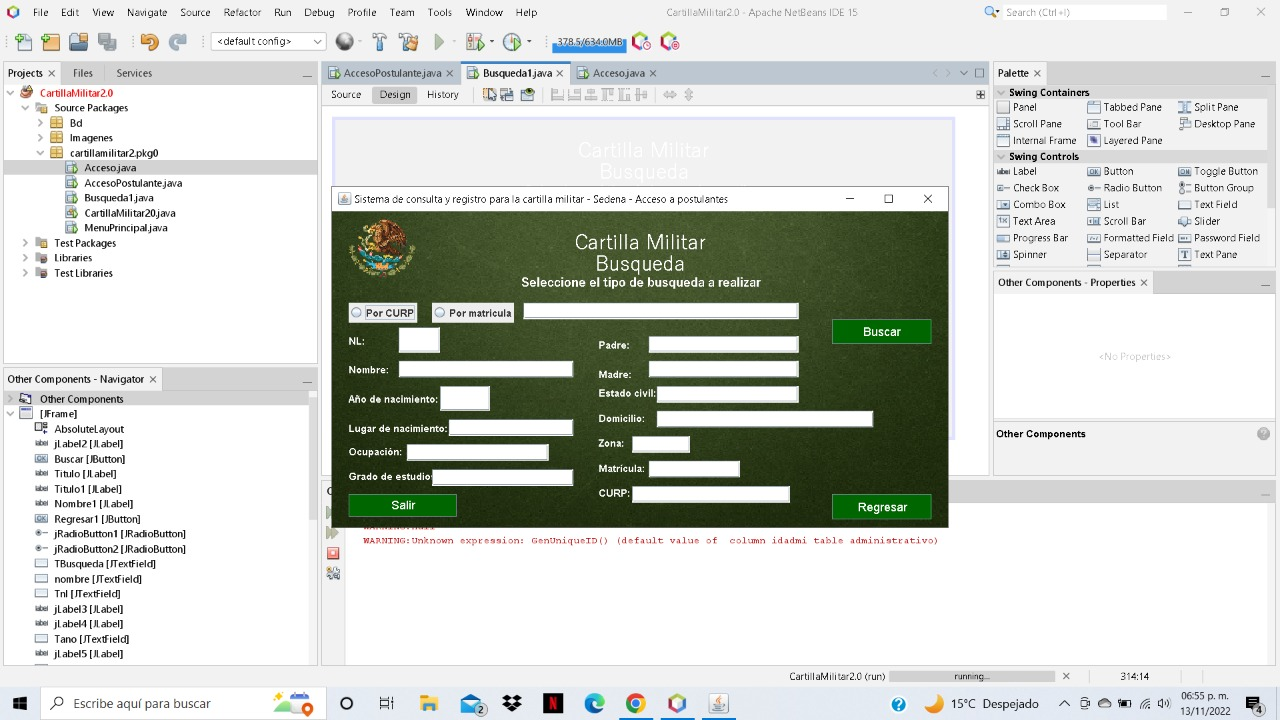 File Edit View Navigate Source Refactor Run Debug Profile Team Tools Window Help
CartillaMilitar2.0 - Apache NetBeans IDE 15
Search (Ctrl+I)
<default config>
378.5/634.0MB
Projects
Files
Services
CartillaMilitar2.0
Source Packages
Bd
Imagenes
cartillamilitar2.pkg0
Acceso.java
AccesoPostulante.java
Busqueda1.java
CartillaMilitar20.java
MenuPrincipal.java
Test Packages
Libraries
Test Libraries
Other Components - Navigator
Other Components
[JFrame]
AbsoluteLayout
jLabel2 [JLabel]
Buscar [JButton]
Titulo [JLabel]
Titulo1 [JLabel]
Nombre1 [JLabel]
Regresar1 [JButton]
jRadioButton1 [JRadioButton]
jRadioButton2 [JRadioButton]
TBusqueda [JTextField]
nombre [JTextField]
Tnl [JTextField]
jLabel3 [JLabel]
jLabel4 [JLabel]
Tano [JTextField]
jLabel5 [JLabel]
AccesoPostulante.java
Busqueda1.java
Acceso.java
Source Design History
Cartilla Militar
Busqueda
Sistema de consulta y registro para la cartilla militar - Sedena - Acceso a postulantes
Cartilla Militar
Busqueda
Seleccione el tipo de busqueda a realizar
Por CURP
Por matricula
Buscar
NL:
Nombre:
Año de nacimiento:
Lugar de nacimiento:
Ocupación:
Grado de estudio
Padre:
Madre:
Estado civil:
Domicilio:
Zona:
Matricula:
CURP:
Salir
Regresar
WARNING:Unknown expression: GenUniqueID() (default value of column idadmi table administrativo)
Palette
Swing Containers
Panel Tabbed Pane Split Pane
Scroll Pane Tool Bar Desktop Pane
Internal Frame Layered Pane
Swing Controls
Label Button Toggle Button
Check Box Radio Button Button Group
Combo Box List Text Field
Text Area Scroll Bar Slider
Progress Bar Formatted Field Password Field
Spinner Separator Text Pane
Other Components - Properties
<No Properties>
Other Components
CartillaMilitar2.0 (run)
running...
314:14
Escribe aquí para buscar
2
15°C Despejado
06:55 p. m.
13/11/2022
4